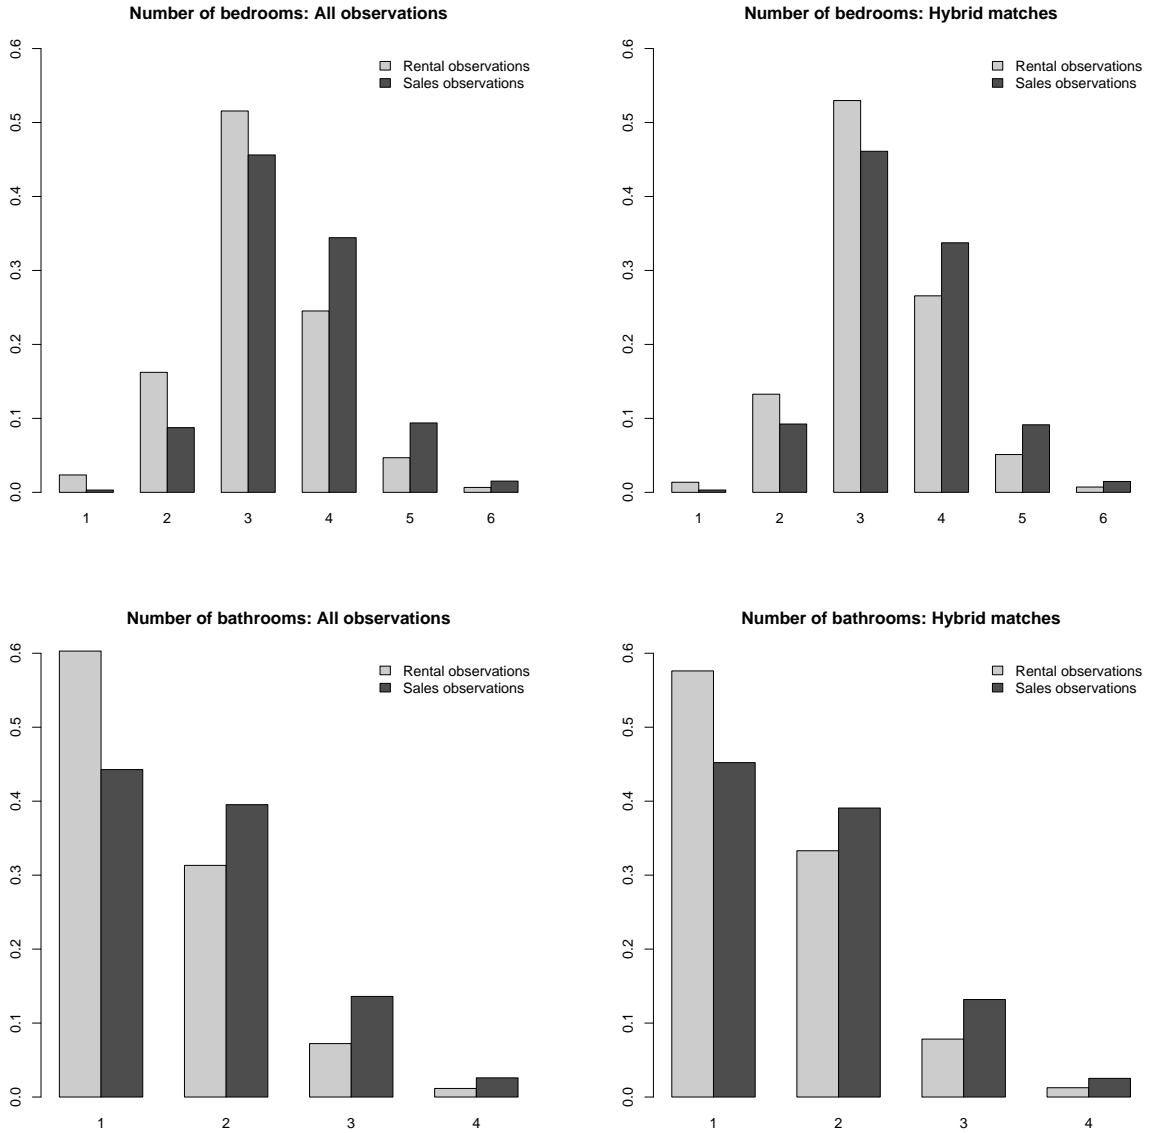 Number of bedrooms: All observations
0.6
0.5
0.4
0.3
0.2
0.1
0.0
Rental observations
Sales observations
1 2 3 4 5 6
Number of bedrooms: Hybrid matches
0.6
0.5
0.4
0.3
0.2
0.1
0.0
Rental observations
Sales observations
1 2 3 4 5 6
Number of bathrooms: All observations
0.6
0.5
0.4
0.3
0.2
0.1
0.0
Rental observations
Sales observations
1 2 3 4
Number of bathrooms: Hybrid matches
0.6
0.5
0.4
0.3
0.2
0.1
0.0
Rental observations
Sales observations
1 2 3 4